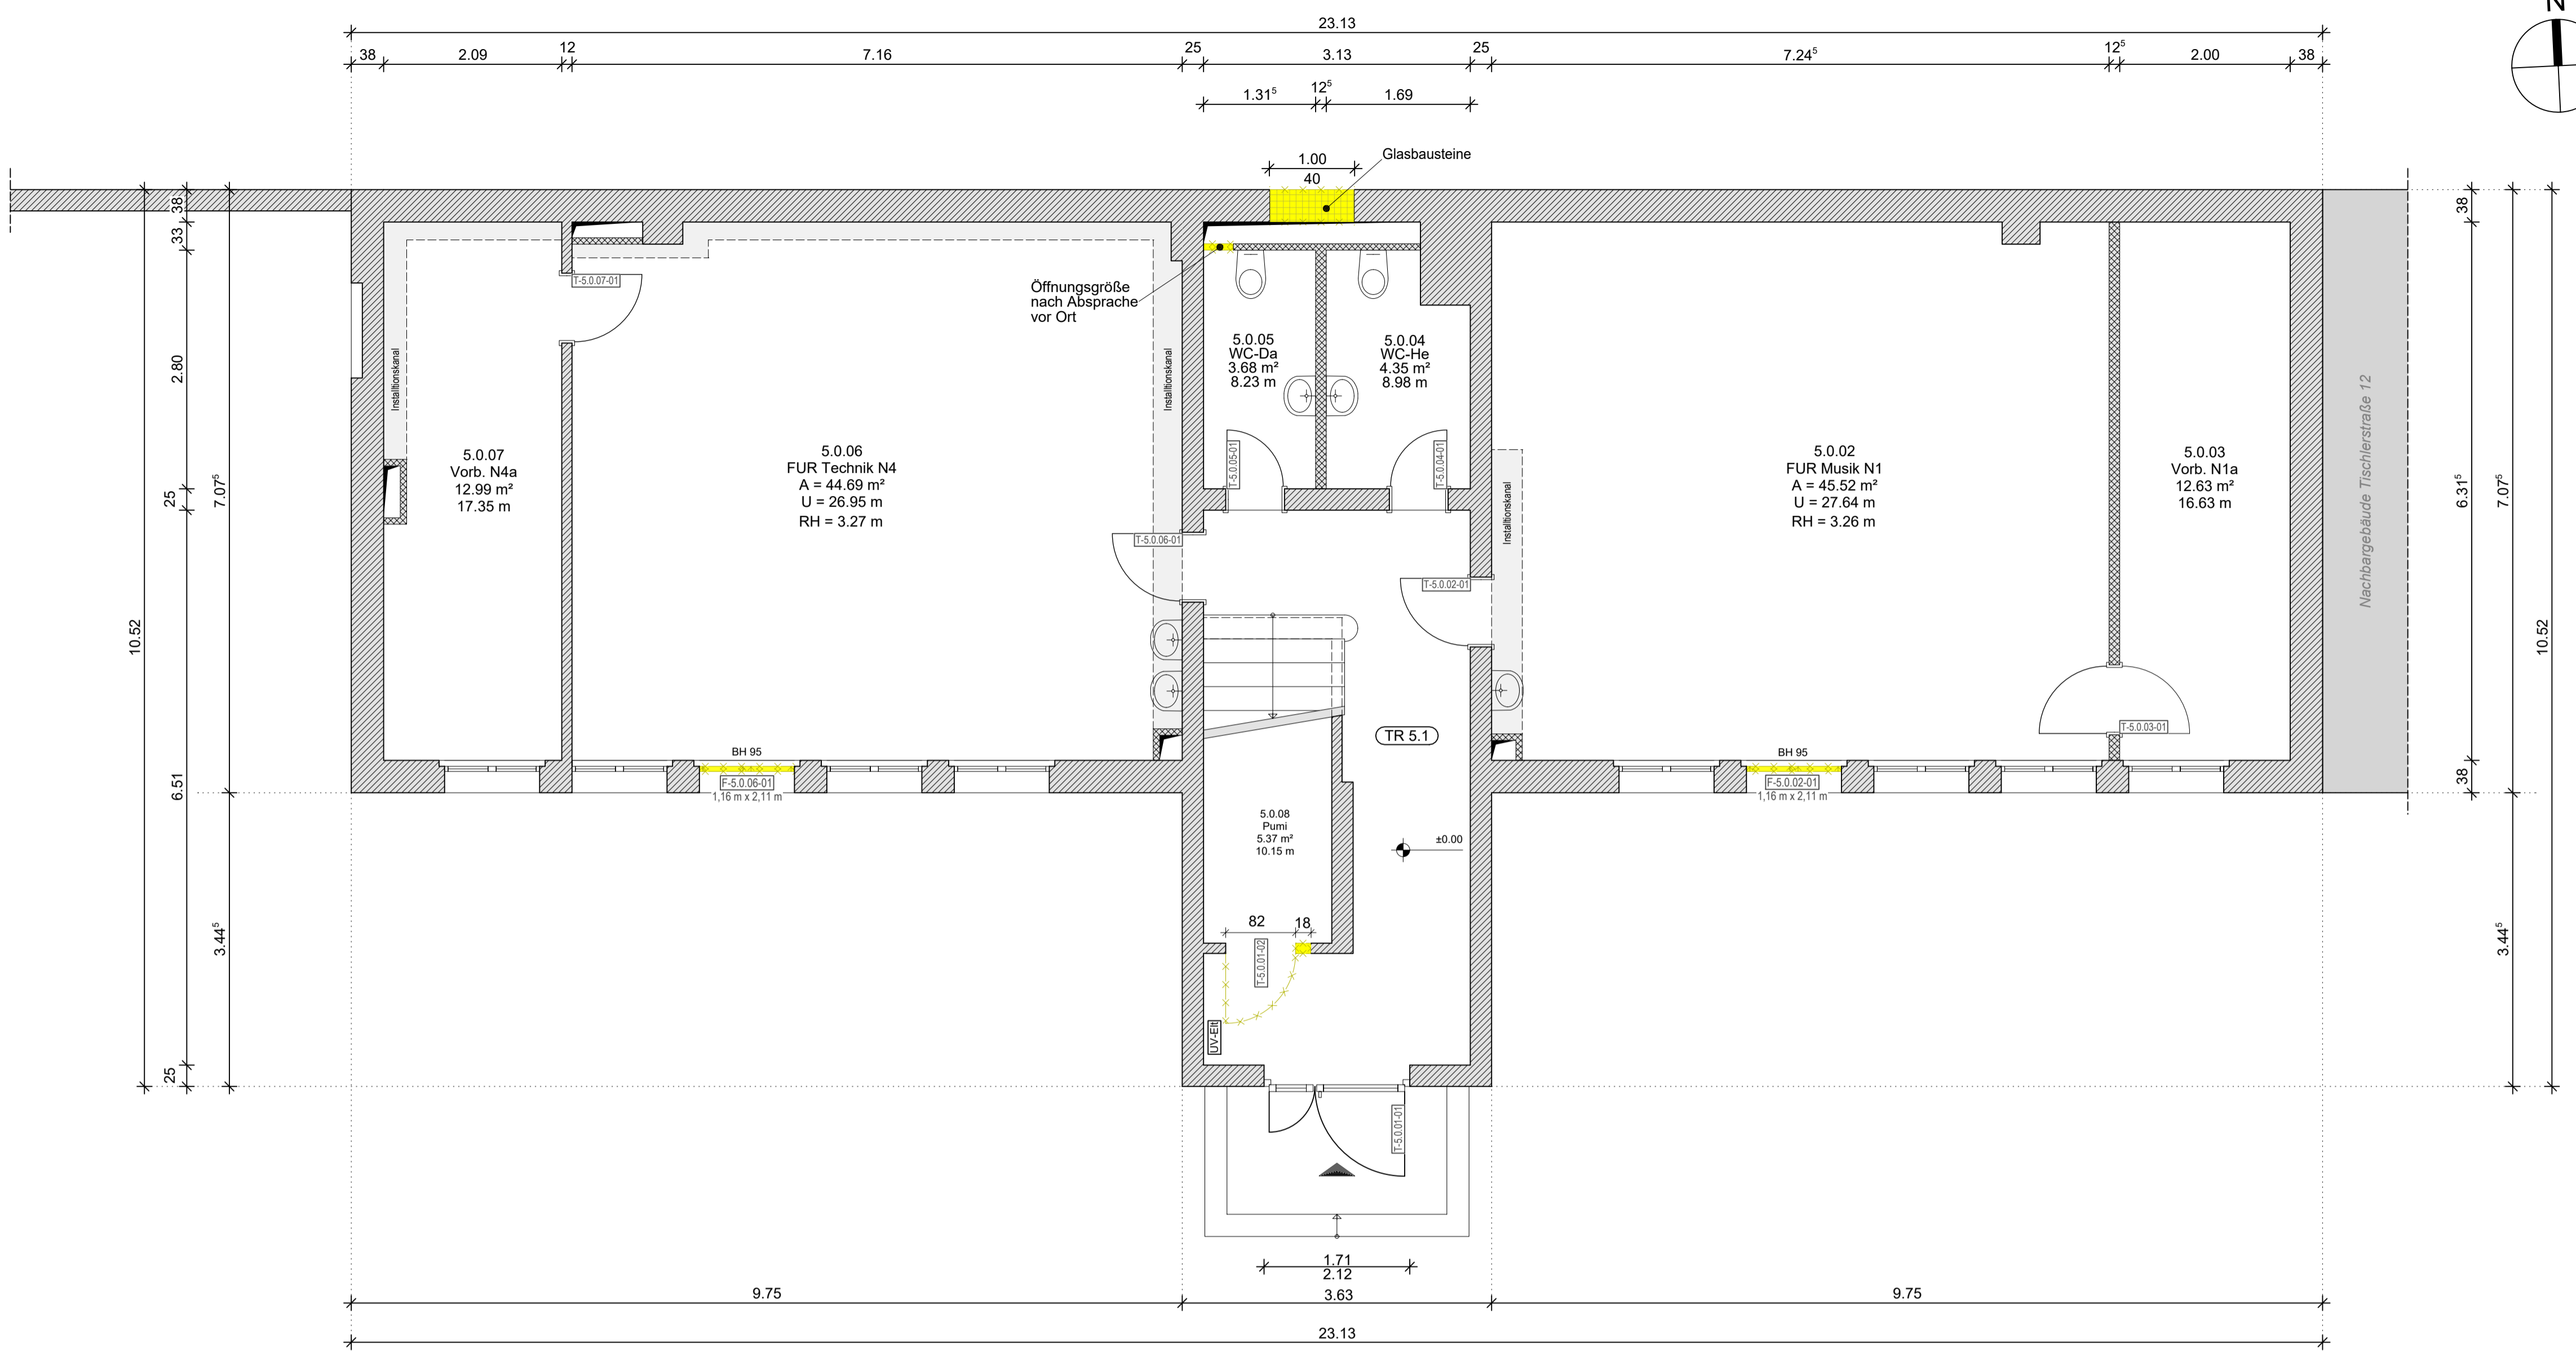 N
23.13
38 2.09 12 7.16 25 3.13 25 7.24⁵ 12⁵ 2.00 38
1.31⁵ 12⁵ 1.69
1.00
40
Glasbausteine
Öffnungsgröße
nach Absprache
vor Ort
38
33
2.80
25
6.51
25
10.52
7.07⁵
3.44⁵
T-5.0.07-01
Installtionskanal
Installtionskanal
5.0.07
Vorb. N4a
12.99 m²
17.35 m
5.0.06
FUR Technik N4
A = 44.69 m²
U = 26.95 m
RH = 3.27 m
5.0.05
WC-Da
3.68 m²
8.23 m
5.0.04
WC-He
4.35 m²
8.98 m
T-5.0.05-01
T-5.0.04-01
T-5.0.06-01
T-5.0.02-01
Installtionskanal
5.0.02
FUR Musik N1
A = 45.52 m²
U = 27.64 m
RH = 3.26 m
5.0.03
Vorb. N1a
12.63 m²
16.63 m
Nachbargebäude Tischlerstraße 12
T-5.0.03-01
TR 5.1
BH 95
F-5.0.06-01
1,16 m x 2,11 m
BH 95
F-5.0.02-01
1,16 m x 2,11 m
5.0.08
Pumi
5.37 m²
10.15 m
±0.00
82 18
T-5.0.01-02
UV-Elt
T-5.0.01-01
38
6.31⁵
38
7.07⁵
3.44⁵
10.52
1.71
2.12
9.75 3.63 9.75
23.13